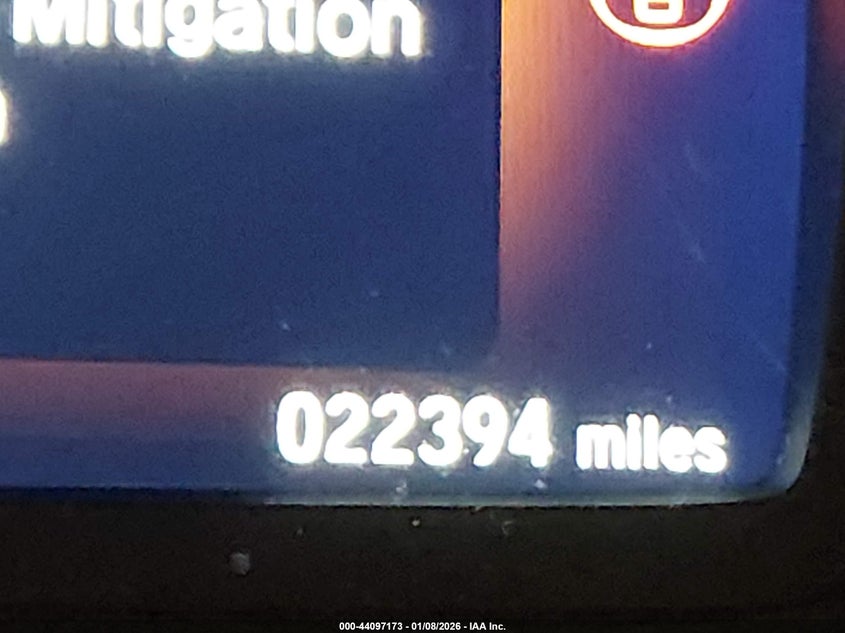 Mitigation
022394 miles
000-44097173 - 01/08/2026 - IAA Inc.